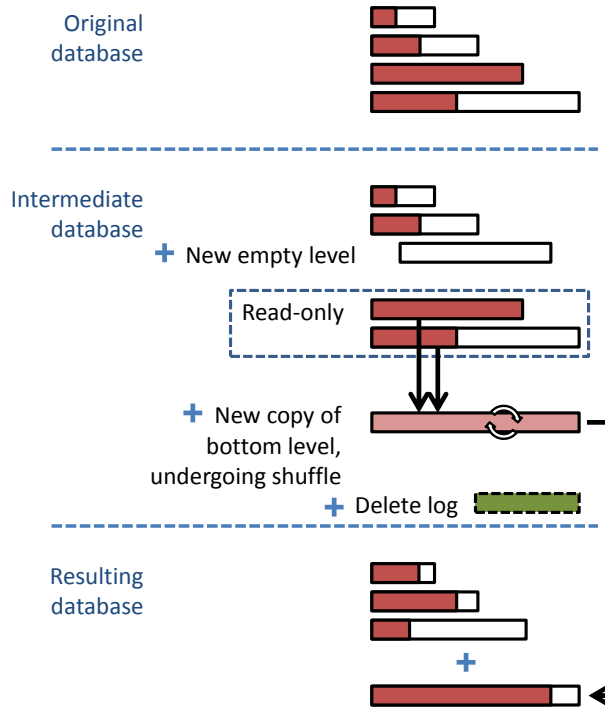 Original
database
Intermediate
database
+ New empty level
Read-only
+ New copy of
bottom level,
undergoing shuffle
+ Delete log
Resulting
database
+